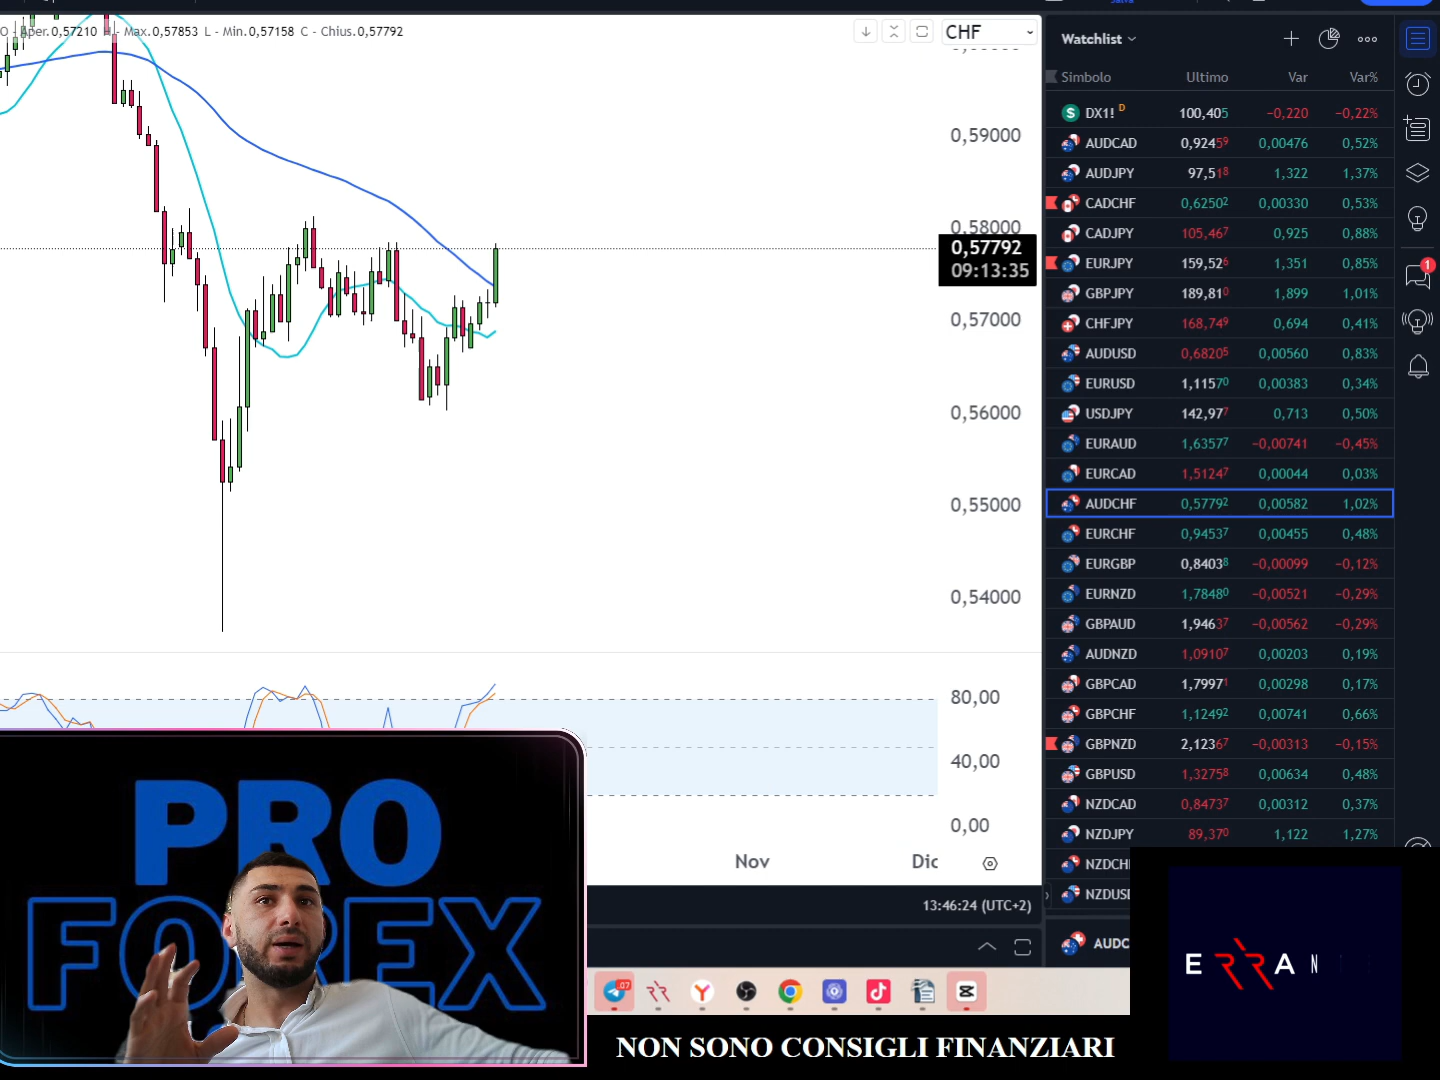 O - Aper.0,57210 H - Max.0,57853 L - Min.0,57158 C - Chius.0,57792
CHF
0,59000
0,58000
0,57792
09:13:35
0,57000
0,56000
0,55000
0,54000
80,00
40,00
0,00
Nov Dic
13:46:24 (UTC+2)
Watchlist
Simbolo Ultimo Var Var%
DX1! D 100,405 −0,220 −0,22%
AUDCAD 0,92459 0,00476 0,52%
AUDJPY 97,518 1,322 1,37%
CADCHF 0,62502 0,00330 0,53%
CADJPY 105,467 0,925 0,88%
EURJPY 159,526 1,351 0,85%
GBPJPY 189,810 1,899 1,01%
CHFJPY 168,749 0,694 0,41%
AUDUSD 0,68205 0,00560 0,83%
EURUSD 1,11570 0,00383 0,34%
USDJPY 142,977 0,713 0,50%
EURAUD 1,63577 −0,00741 −0,45%
EURCAD 1,51247 0,00044 0,03%
AUDCHF 0,57792 0,00582 1,02%
EURCHF 0,94537 0,00455 0,48%
EURGBP 0,84038 −0,00099 −0,12%
EURNZD 1,78480 −0,00521 −0,29%
GBPAUD 1,94637 −0,00562 −0,29%
AUDNZD 1,09107 0,00203 0,19%
GBPCAD 1,79971 0,00298 0,17%
GBPCHF 1,12492 0,00741 0,66%
GBPNZD 2,12367 −0,00313 −0,15%
GBPUSD 1,32758 0,00634 0,48%
NZDCAD 0,84737 0,00312 0,37%
NZDJPY 89,370 1,122 1,27%
NZDCH
NZDUS
AUDC
1
.07
PRO
FOREX
ERRAN
NON SONO CONSIGLI FINANZIARI